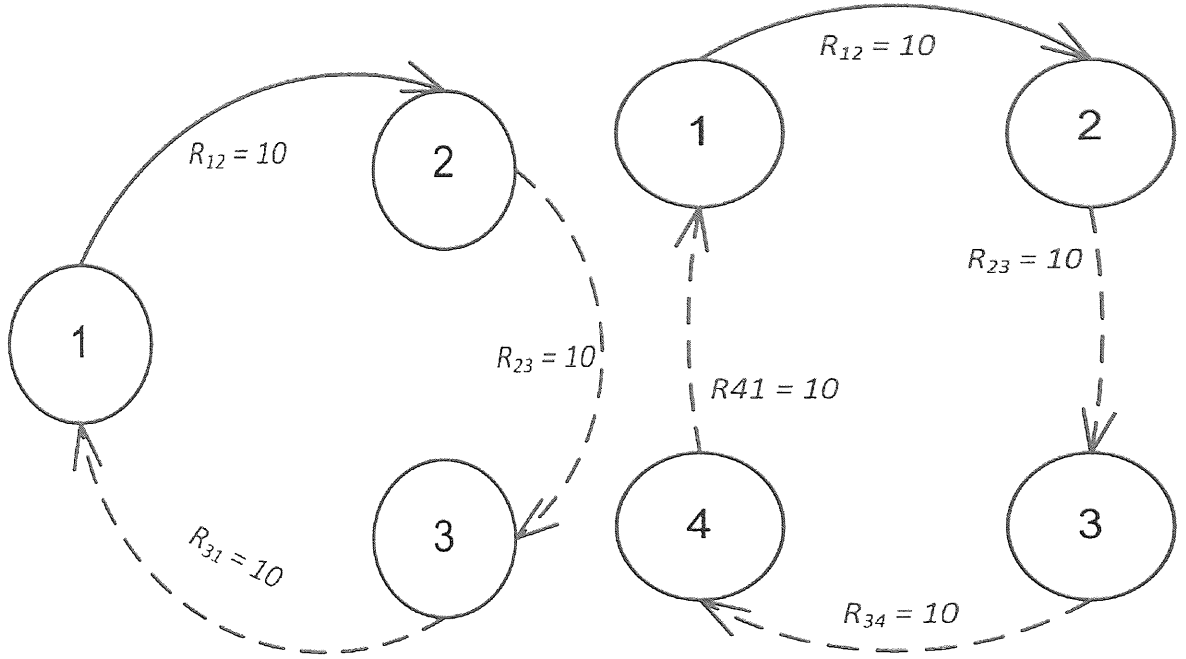 R₁₂ = 10
1
2
R₂₃ = 10
3
R₃₁ = 10
1
R₁₂ = 10
2
R₂₃ = 10
R41 = 10
4
3
R₃₄ = 10